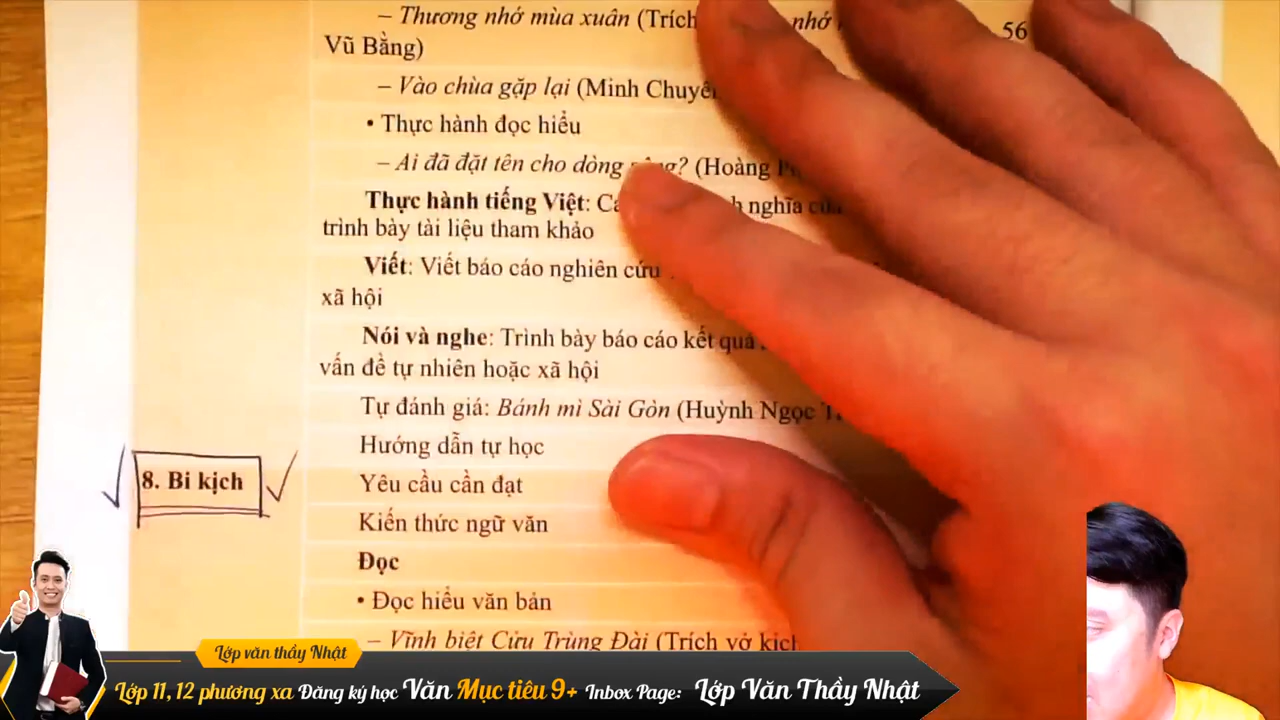 – Thương nhớ mùa xuân (Trích nhớ 56
Vũ Bằng)
– Vào chùa gặp lại (Minh
• Thực hành đọc hiểu
– Ai đã đặt tên cho dòng (Hoàng
Thực hành tiếng Việt: nghĩa
trình bày tài liệu tham khảo
Viết: Viết báo cáo nghiên cứu
xã hội
Nói và nghe: Trình bày báo cáo kết quả
vấn đề tự nhiên hoặc xã hội
Tự đánh giá: Bánh mì Sài Gòn (Huỳnh Ngọc
Hướng dẫn tự học
8. Bi kịch
Yêu cầu cần đạt
Kiến thức ngữ văn
Đọc
• Đọc hiểu văn bản
– Vĩnh biệt Cửu Trùng Đài (Trích vở kịch
Lớp văn thầy Nhật
Lớp 11, 12 phương xa Đăng ký học Văn Mục tiêu 9+ Inbox Page: Lớp Văn Thầy Nhật